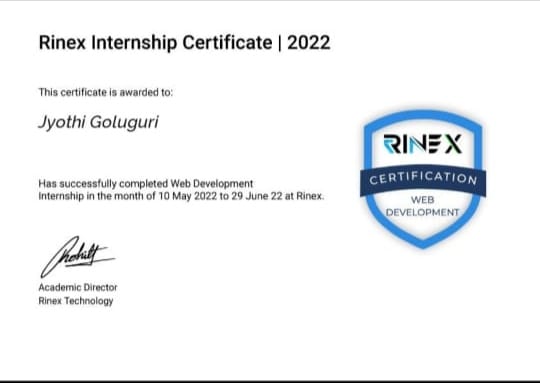 Rinex Internship Certificate | 2022
This certificate is awarded to:
Jyothi Goluguri
Has successfully completed Web Development
Internship in the month of 10 May 2022 to 29 June 22 at Rinex.
RINEX
CERTIFICATION
WEB
DEVELOPMENT
Academic Director
Rinex Technology